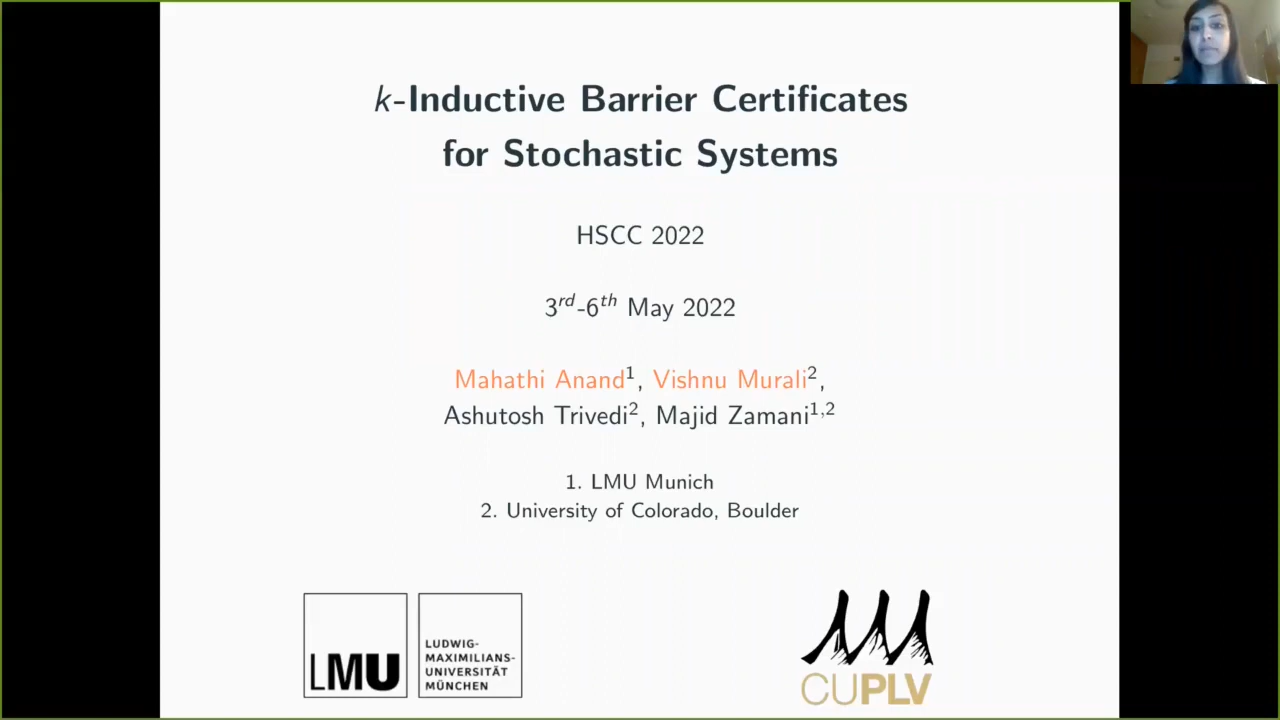 k-Inductive Barrier Certificates
for Stochastic Systems
HSCC 2022
3rd-6th May 2022
Mahathi Anand1, Vishnu Murali2,
Ashutosh Trivedi2, Majid Zamani1,2
1. LMU Munich
2. University of Colorado, Boulder
LMU
LUDWIG-
MAXIMILIANS-
UNIVERSITÄT
MÜNCHEN
CUPLV